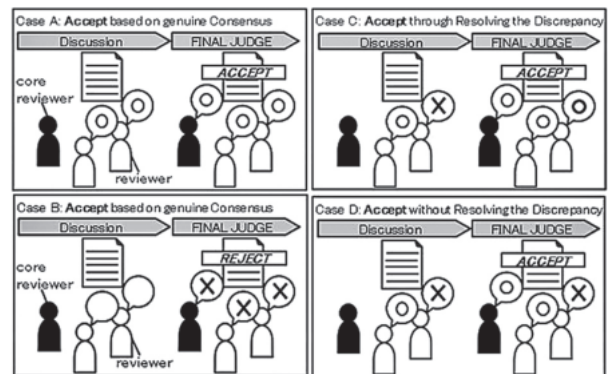 Case A: Accept based on genuine Consensus
Discussion
FINAL JUDGE
ACCEPT
core
reviewer
reviewer
Case C: Accept through Resolving the Discrepancy
Discussion
FINAL JUDGE
ACCEPT
Case B: Accept based on genuine Consensus
Discussion
FINAL JUDGE
REJECT
core
reviewer
reviewer
Case D: Accept without Resolving the Discrepancy
Discussion
FINAL JUDGE
ACCEPT